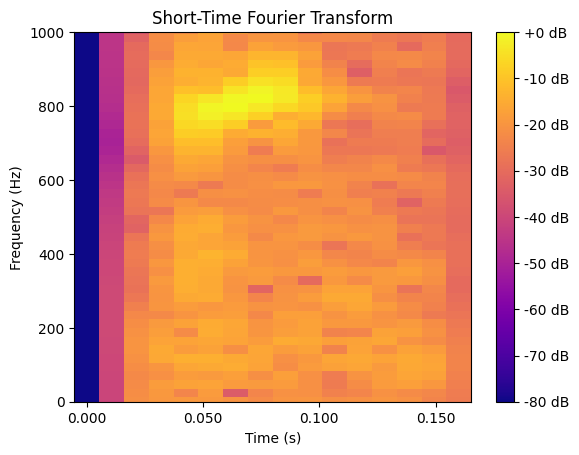 Short-Time Fourier Transform
1000
800
600
400
200
0
Frequency (Hz)
0.000
0.050
0.100
0.150
Time (s)
+0 dB
-10 dB
-20 dB
-30 dB
-40 dB
-50 dB
-60 dB
-70 dB
-80 dB